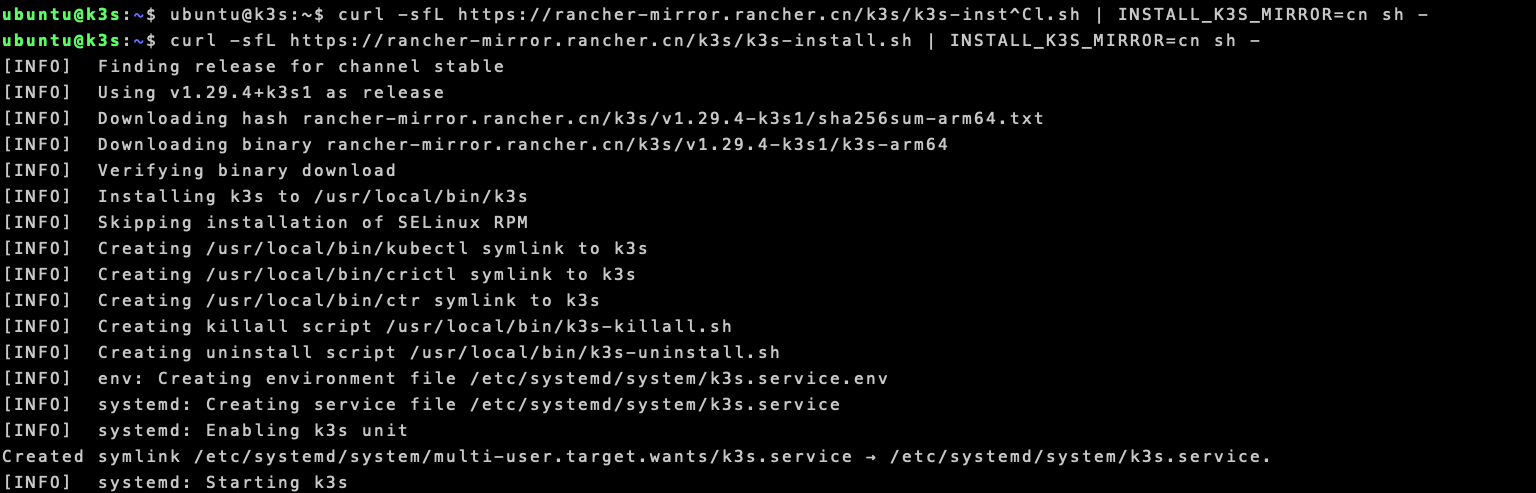 ubuntu@k3s:~$ ubuntu@k3s:~$ curl -sfL https://rancher-mirror.rancher.cn/k3s/k3s-inst^Cl.sh | INSTALL_K3S_MIRROR=cn sh -
ubuntu@k3s:~$ curl -sfL https://rancher-mirror.rancher.cn/k3s/k3s-install.sh | INSTALL_K3S_MIRROR=cn sh -
[INFO]  Finding release for channel stable
[INFO]  Using v1.29.4+k3s1 as release
[INFO]  Downloading hash rancher-mirror.rancher.cn/k3s/v1.29.4-k3s1/sha256sum-arm64.txt
[INFO]  Downloading binary rancher-mirror.rancher.cn/k3s/v1.29.4-k3s1/k3s-arm64
[INFO]  Verifying binary download
[INFO]  Installing k3s to /usr/local/bin/k3s
[INFO]  Skipping installation of SELinux RPM
[INFO]  Creating /usr/local/bin/kubectl symlink to k3s
[INFO]  Creating /usr/local/bin/crictl symlink to k3s
[INFO]  Creating /usr/local/bin/ctr symlink to k3s
[INFO]  Creating killall script /usr/local/bin/k3s-killall.sh
[INFO]  Creating uninstall script /usr/local/bin/k3s-uninstall.sh
[INFO]  env: Creating environment file /etc/systemd/system/k3s.service.env
[INFO]  systemd: Creating service file /etc/systemd/system/k3s.service
[INFO]  systemd: Enabling k3s unit
Created symlink /etc/systemd/system/multi-user.target.wants/k3s.service → /etc/systemd/system/k3s.service.
[INFO]  systemd: Starting k3s